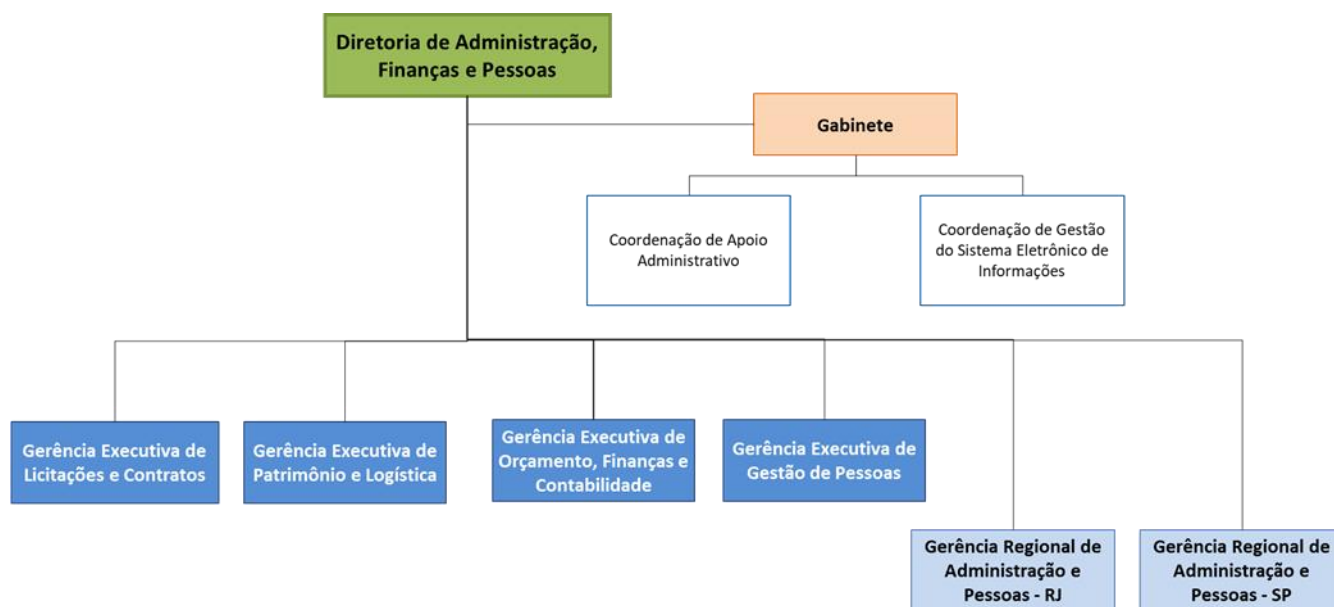 Diretoria de Administração,
Finanças e Pessoas
Gabinete
Coordenação de Apoio
Administrativo
Coordenação de Gestão
do Sistema Eletrônico de
Informações
Gerência Executiva de
Licitações e Contratos
Gerência Executiva de
Patrimônio e Logística
Gerência Executiva de
Orçamento, Finanças e
Contabilidade
Gerência Executiva de
Gestão de Pessoas
Gerência Regional de
Administração e
Pessoas - RJ
Gerência Regional de
Administração e
Pessoas - SP